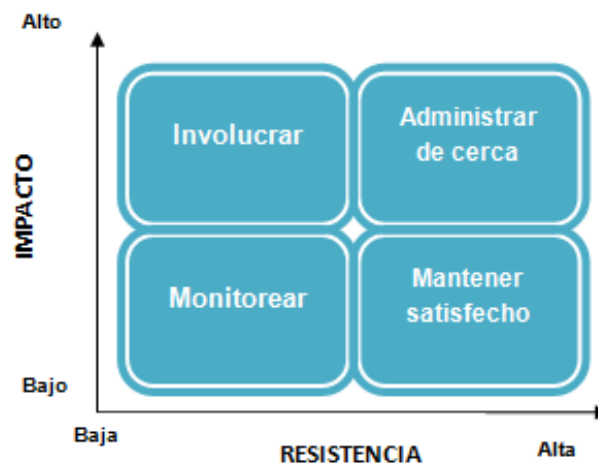 Alto
Involucrar
Administrar
de cerca
IMPACTO
Monitorear
Mantener
satisfecho
Bajo
Baja
RESISTENCIA
Alta